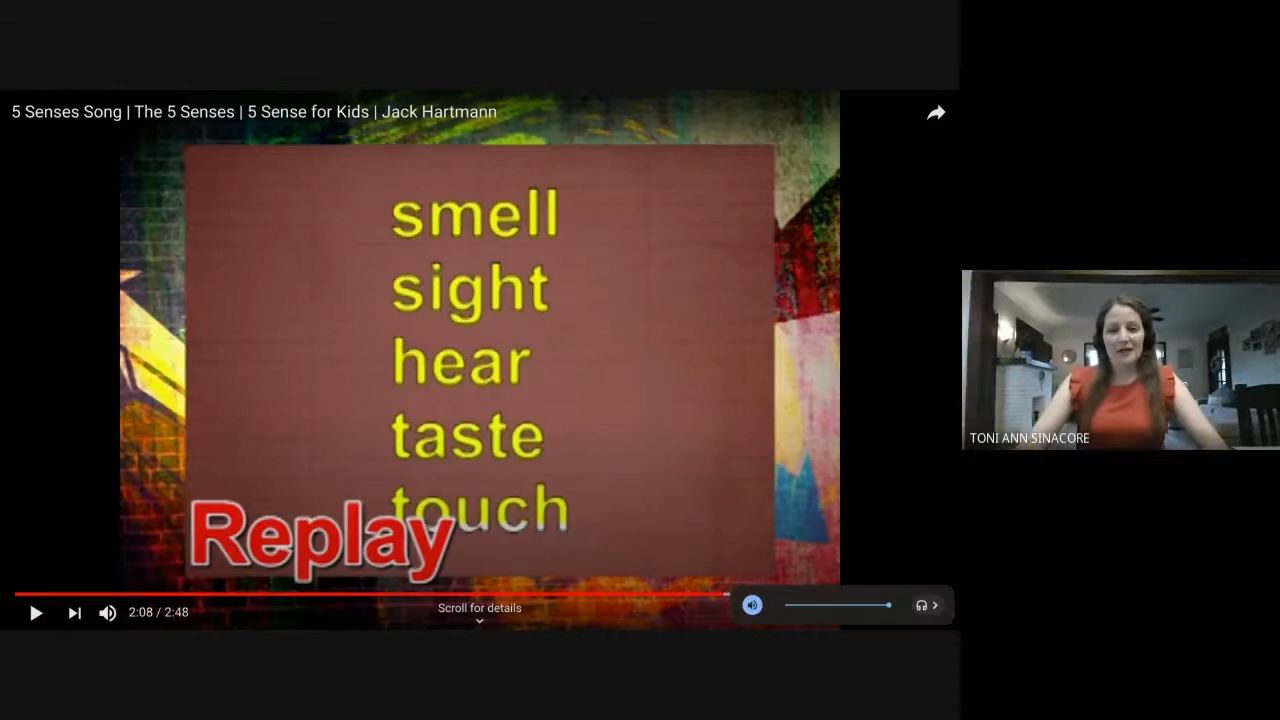 5 Senses Song | The 5 Senses | 5 Sense for Kids | Jack Hartmann
smell
sight
hear
taste
touch
Replay
2:08 / 2:48
Scroll for details
TONI ANN SINACORE